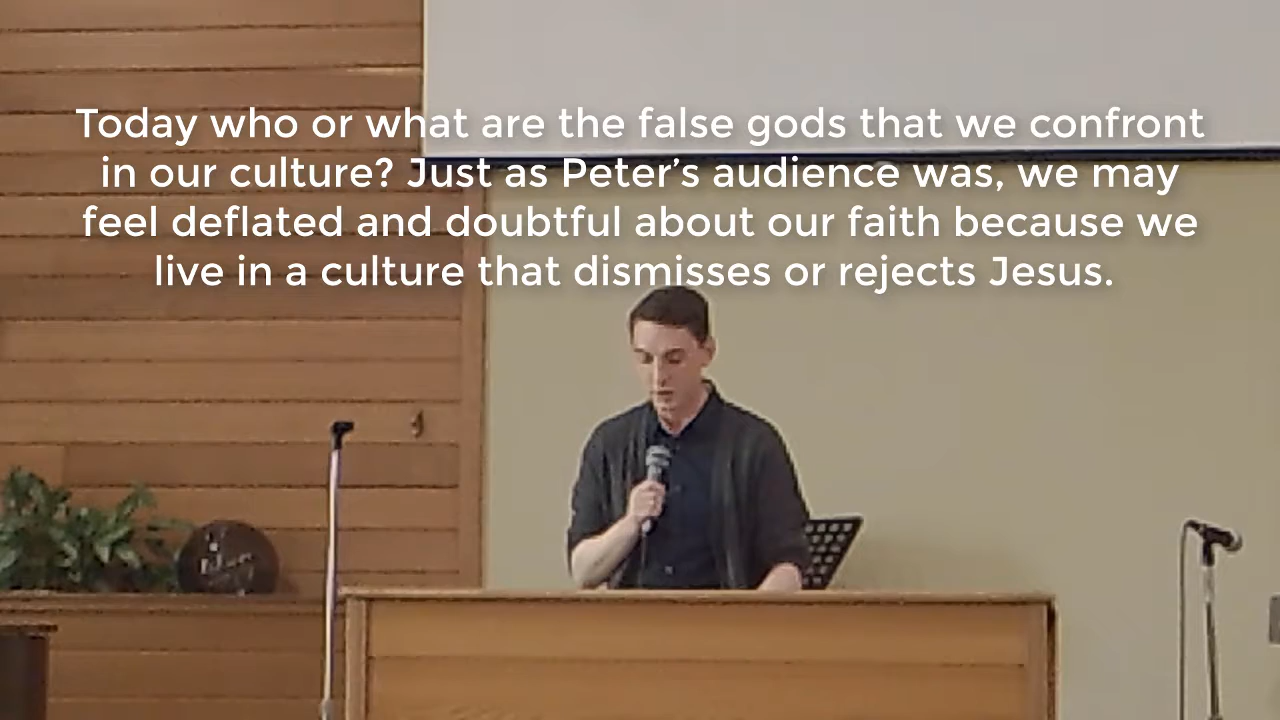 Today who or what are the false gods that we confront
in our culture? Just as Peter’s audience was, we may
feel deflated and doubtful about our faith because we
live in a culture that dismisses or rejects Jesus.